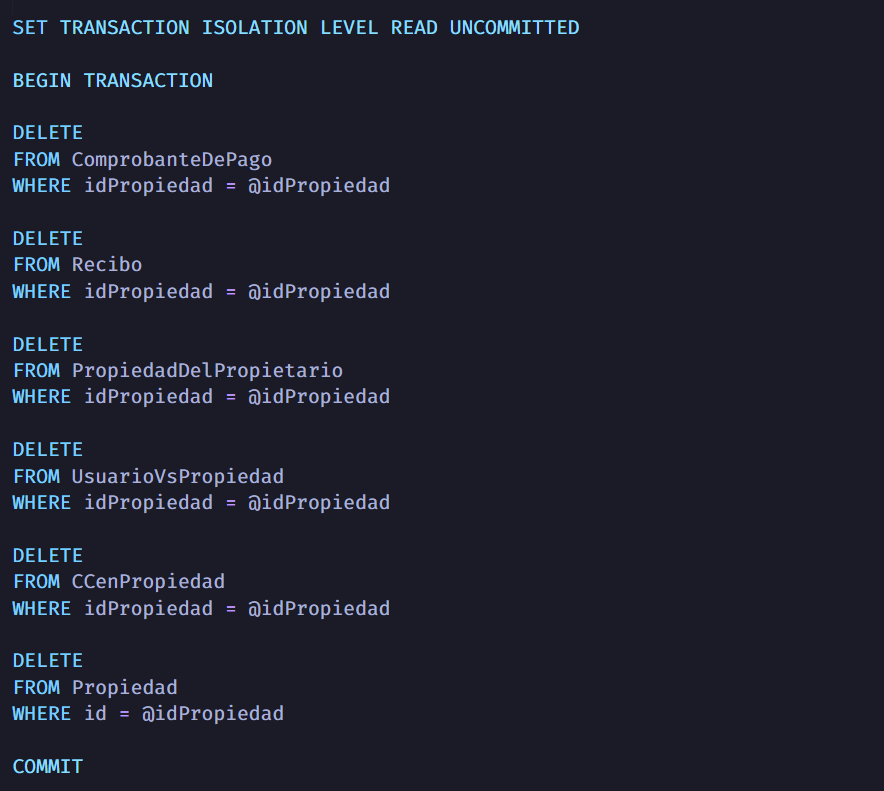 SET TRANSACTION ISOLATION LEVEL READ UNCOMMITTED
BEGIN TRANSACTION
DELETE
FROM ComprobanteDePago
WHERE idPropiedad = @idPropiedad
DELETE
FROM Recibo
WHERE idPropiedad = @idPropiedad
DELETE
FROM PropiedadDelPropietario
WHERE idPropiedad = @idPropiedad
DELETE
FROM UsuarioVsPropiedad
WHERE idPropiedad = @idPropiedad
DELETE
FROM CCenPropiedad
WHERE idPropiedad = @idPropiedad
DELETE
FROM Propiedad
WHERE id = @idPropiedad
COMMIT